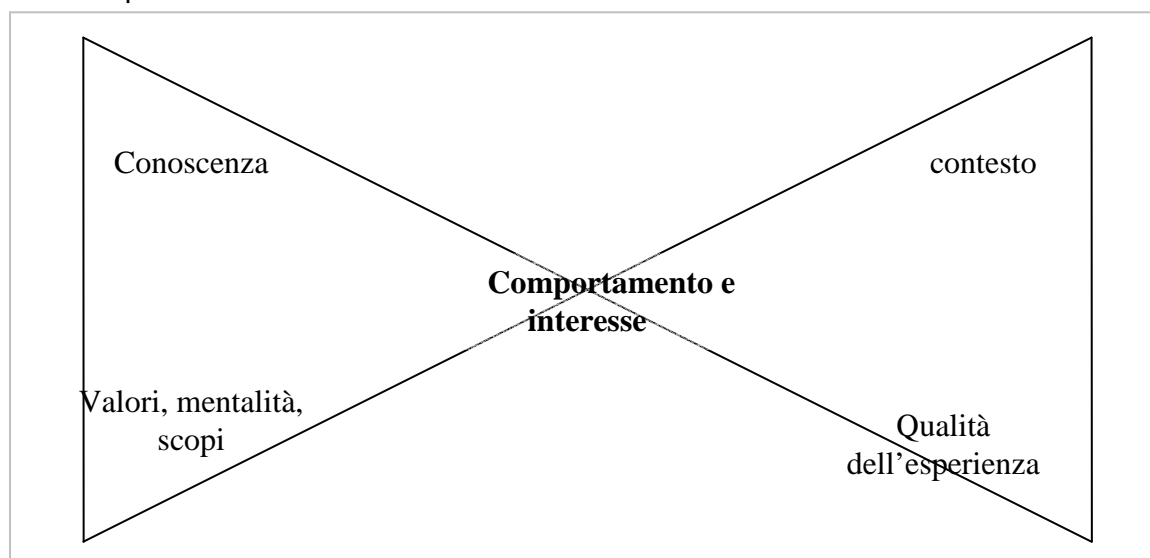 Conoscenza
contesto
Comportamento e
interesse
Valori, mentalità,
scopi
Qualità
dell’esperienza